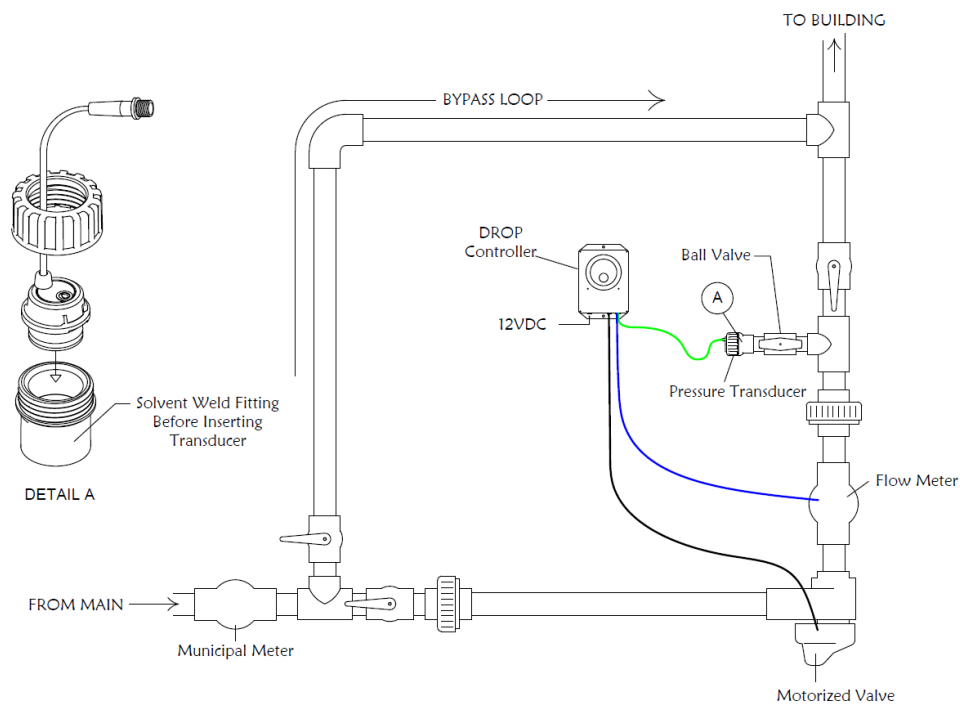 TO BUILDING
BYPASS LOOP
DROP
Controller
Ball Valve
A
12VDC
Pressure Transducer
Solvent Weld Fitting
Before Inserting
Transducer
DETAIL A
Flow Meter
FROM MAIN
Municipal Meter
Motorized Valve